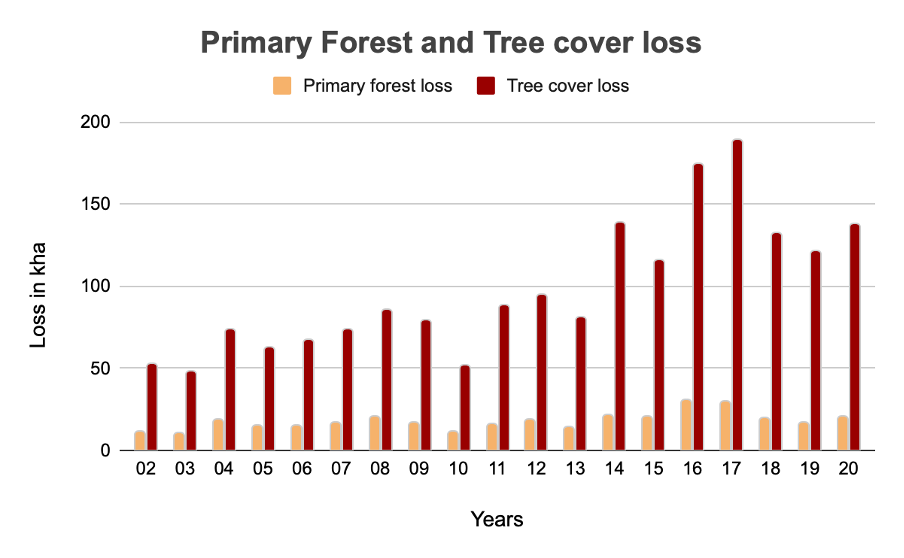 Primary Forest and Tree cover loss
Primary forest loss Tree cover loss
200
150
100
50
0
Loss in kha
02 03 04 05 06 07 08 09 10 11 12 13 14 15 16 17 18 19 20
Years